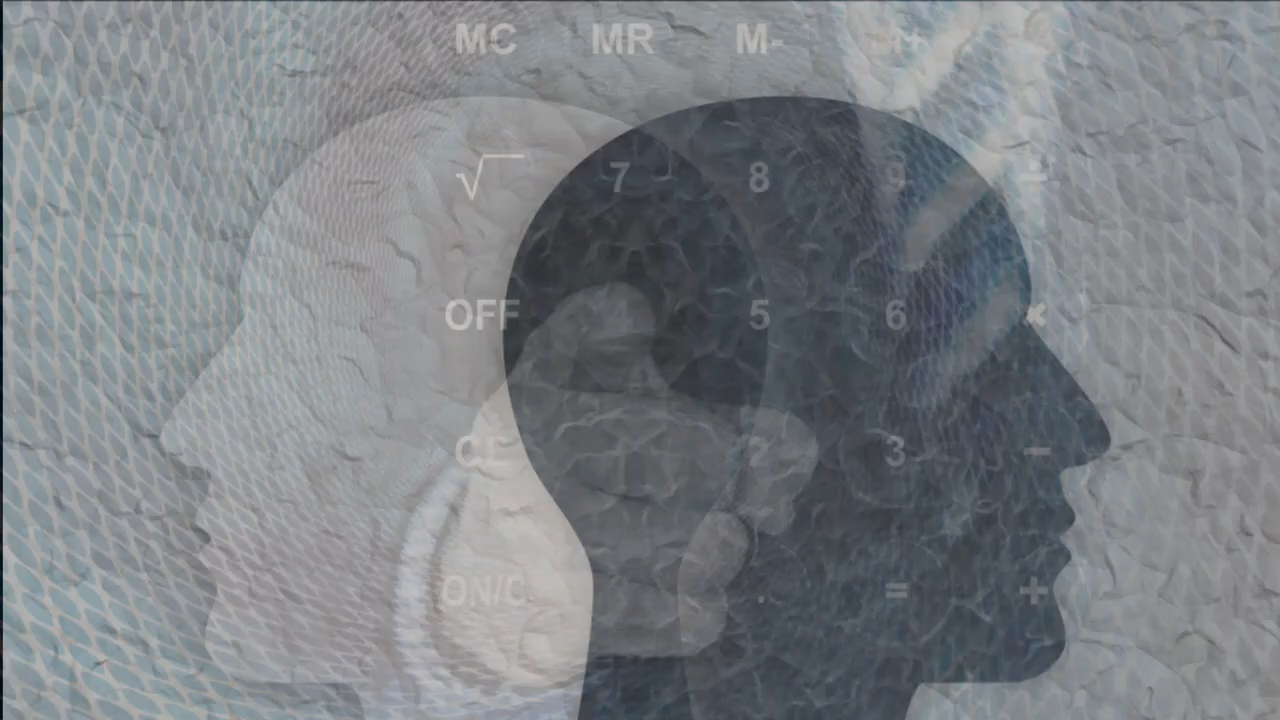 MC MR M- M+
√ 7 8 9 ÷
OFF 5 6 ×
CE 2 3 −
ON/C . = +